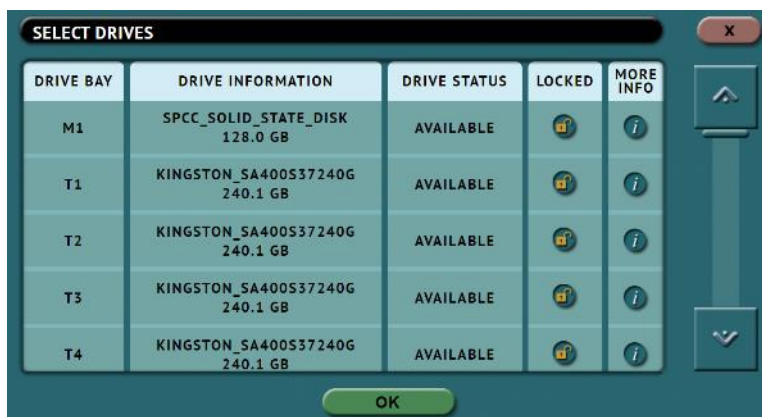 SELECT DRIVES
X
DRIVE BAY DRIVE INFORMATION DRIVE STATUS LOCKED MORE INFO
M1 SPCC_SOLID_STATE_DISK 128.0 GB AVAILABLE i
T1 KINGSTON_SA400S37240G 240.1 GB AVAILABLE i
T2 KINGSTON_SA400S37240G 240.1 GB AVAILABLE i
T3 KINGSTON_SA400S37240G 240.1 GB AVAILABLE i
T4 KINGSTON_SA400S37240G 240.1 GB AVAILABLE i
OK